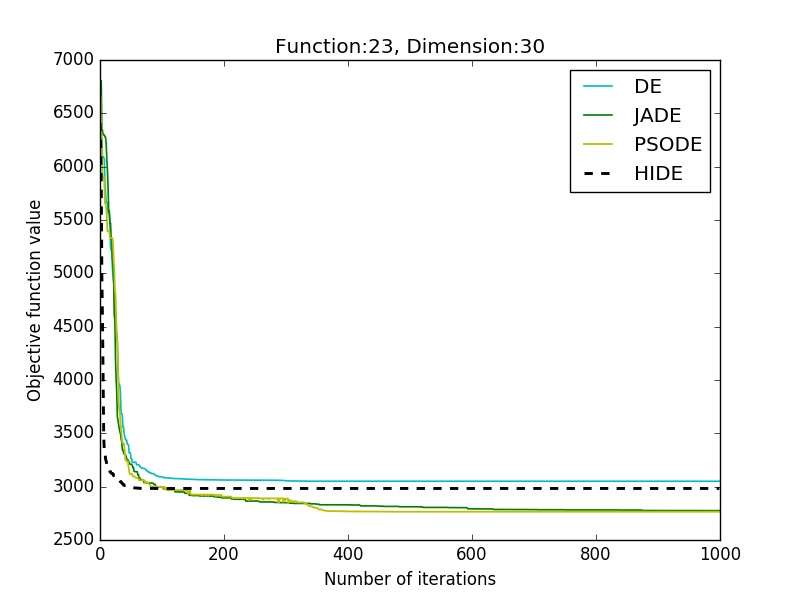 Function:23, Dimension:30
7000
6500
6000
5500
5000
4500
4000
3500
3000
2500
Objective function value
DE
JADE
PSODE
HIDE
0 200 400 600 800 1000
Number of iterations